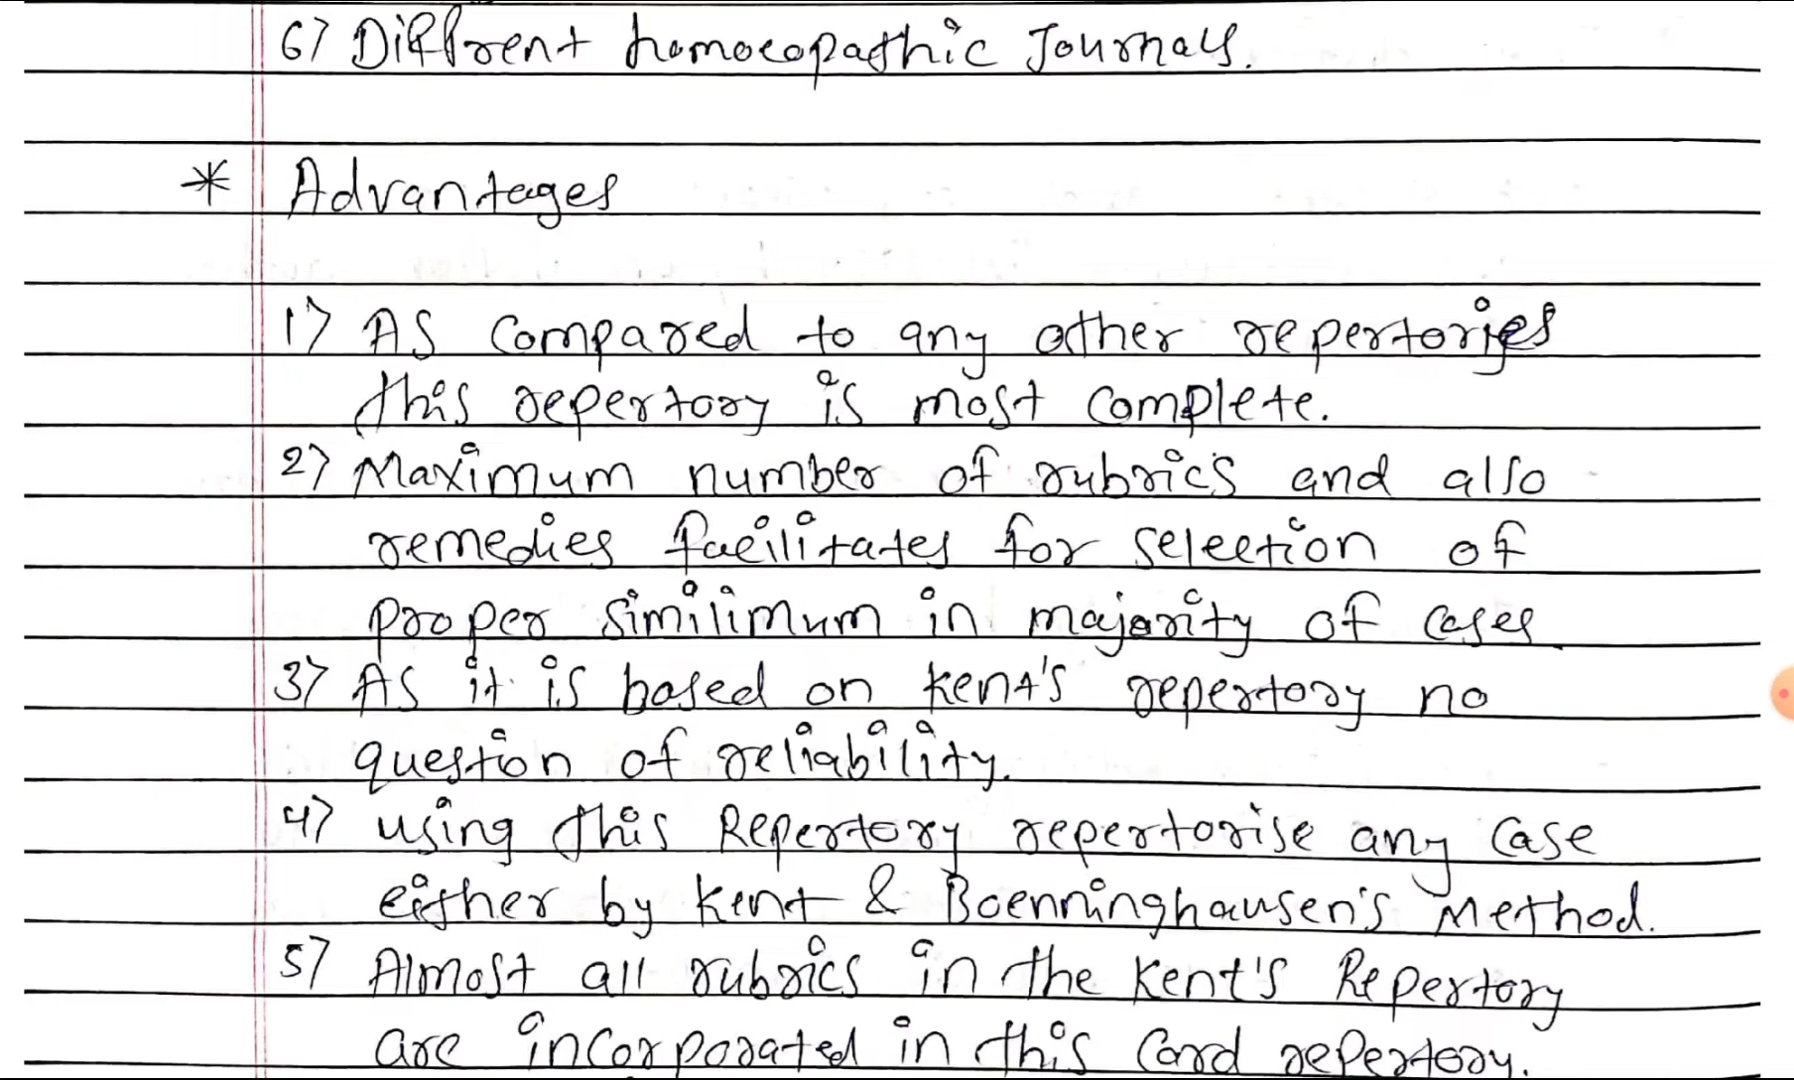 6) Diffrent homoeopathic Journals.
* Advantages
1) As compared to any other repertories
this repertory is most complete.
2) Maximum number of rubrics and also
remedies facilitates for selection of
proper similimum in majority of cases
3) As it is based on Kent's repertory no
question of reliability.
4) using this Repertory repertorise any case
either by Kent & Boenninghausen's Method.
5) Almost all rubrics in the Kent's Repertory
are incorporated in this Card repertory.